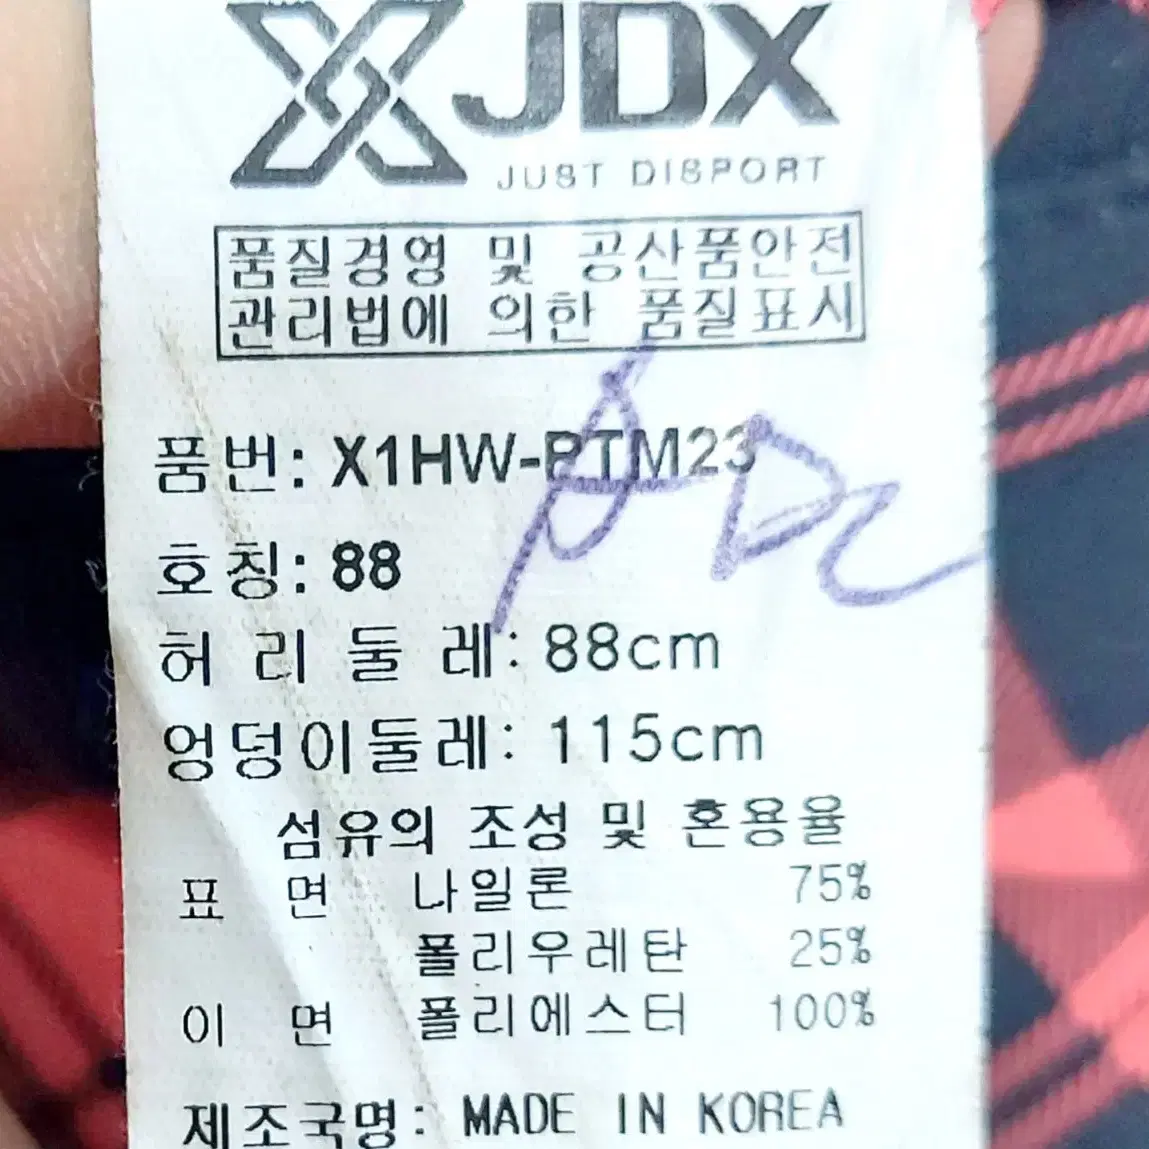 JDX
JUST DISPORT
품질경영 및 공산품안전
관리법에 의한 품질표시
품번: X1HW-PTM23
호칭: 88
허리둘레: 88cm
엉덩이둘레: 115cm
섬유의 조성 및 혼용율
표 면 나일론 75%
폴리우레탄 25%
이 면 폴리에스터 100%
제조국명: MADE IN KOREA